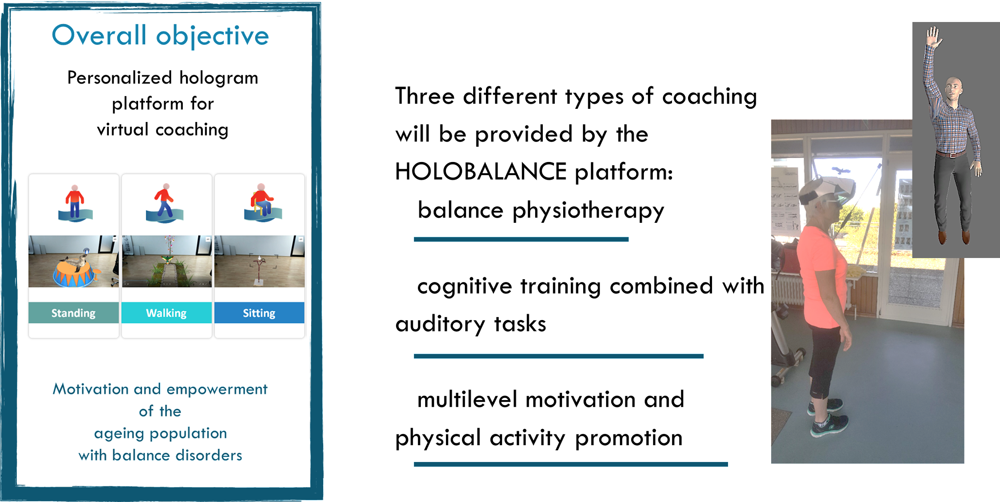 Overall objective
Personalized hologram
platform for
virtual coaching
Standing
Walking
Sitting
Motivation and empowerment
of the
ageing population
with balance disorders
Three different types of coaching
will be provided by the
HOLOBALANCE platform:
balance physiotherapy
cognitive training combined with
auditory tasks
multilevel motivation and
physical activity promotion